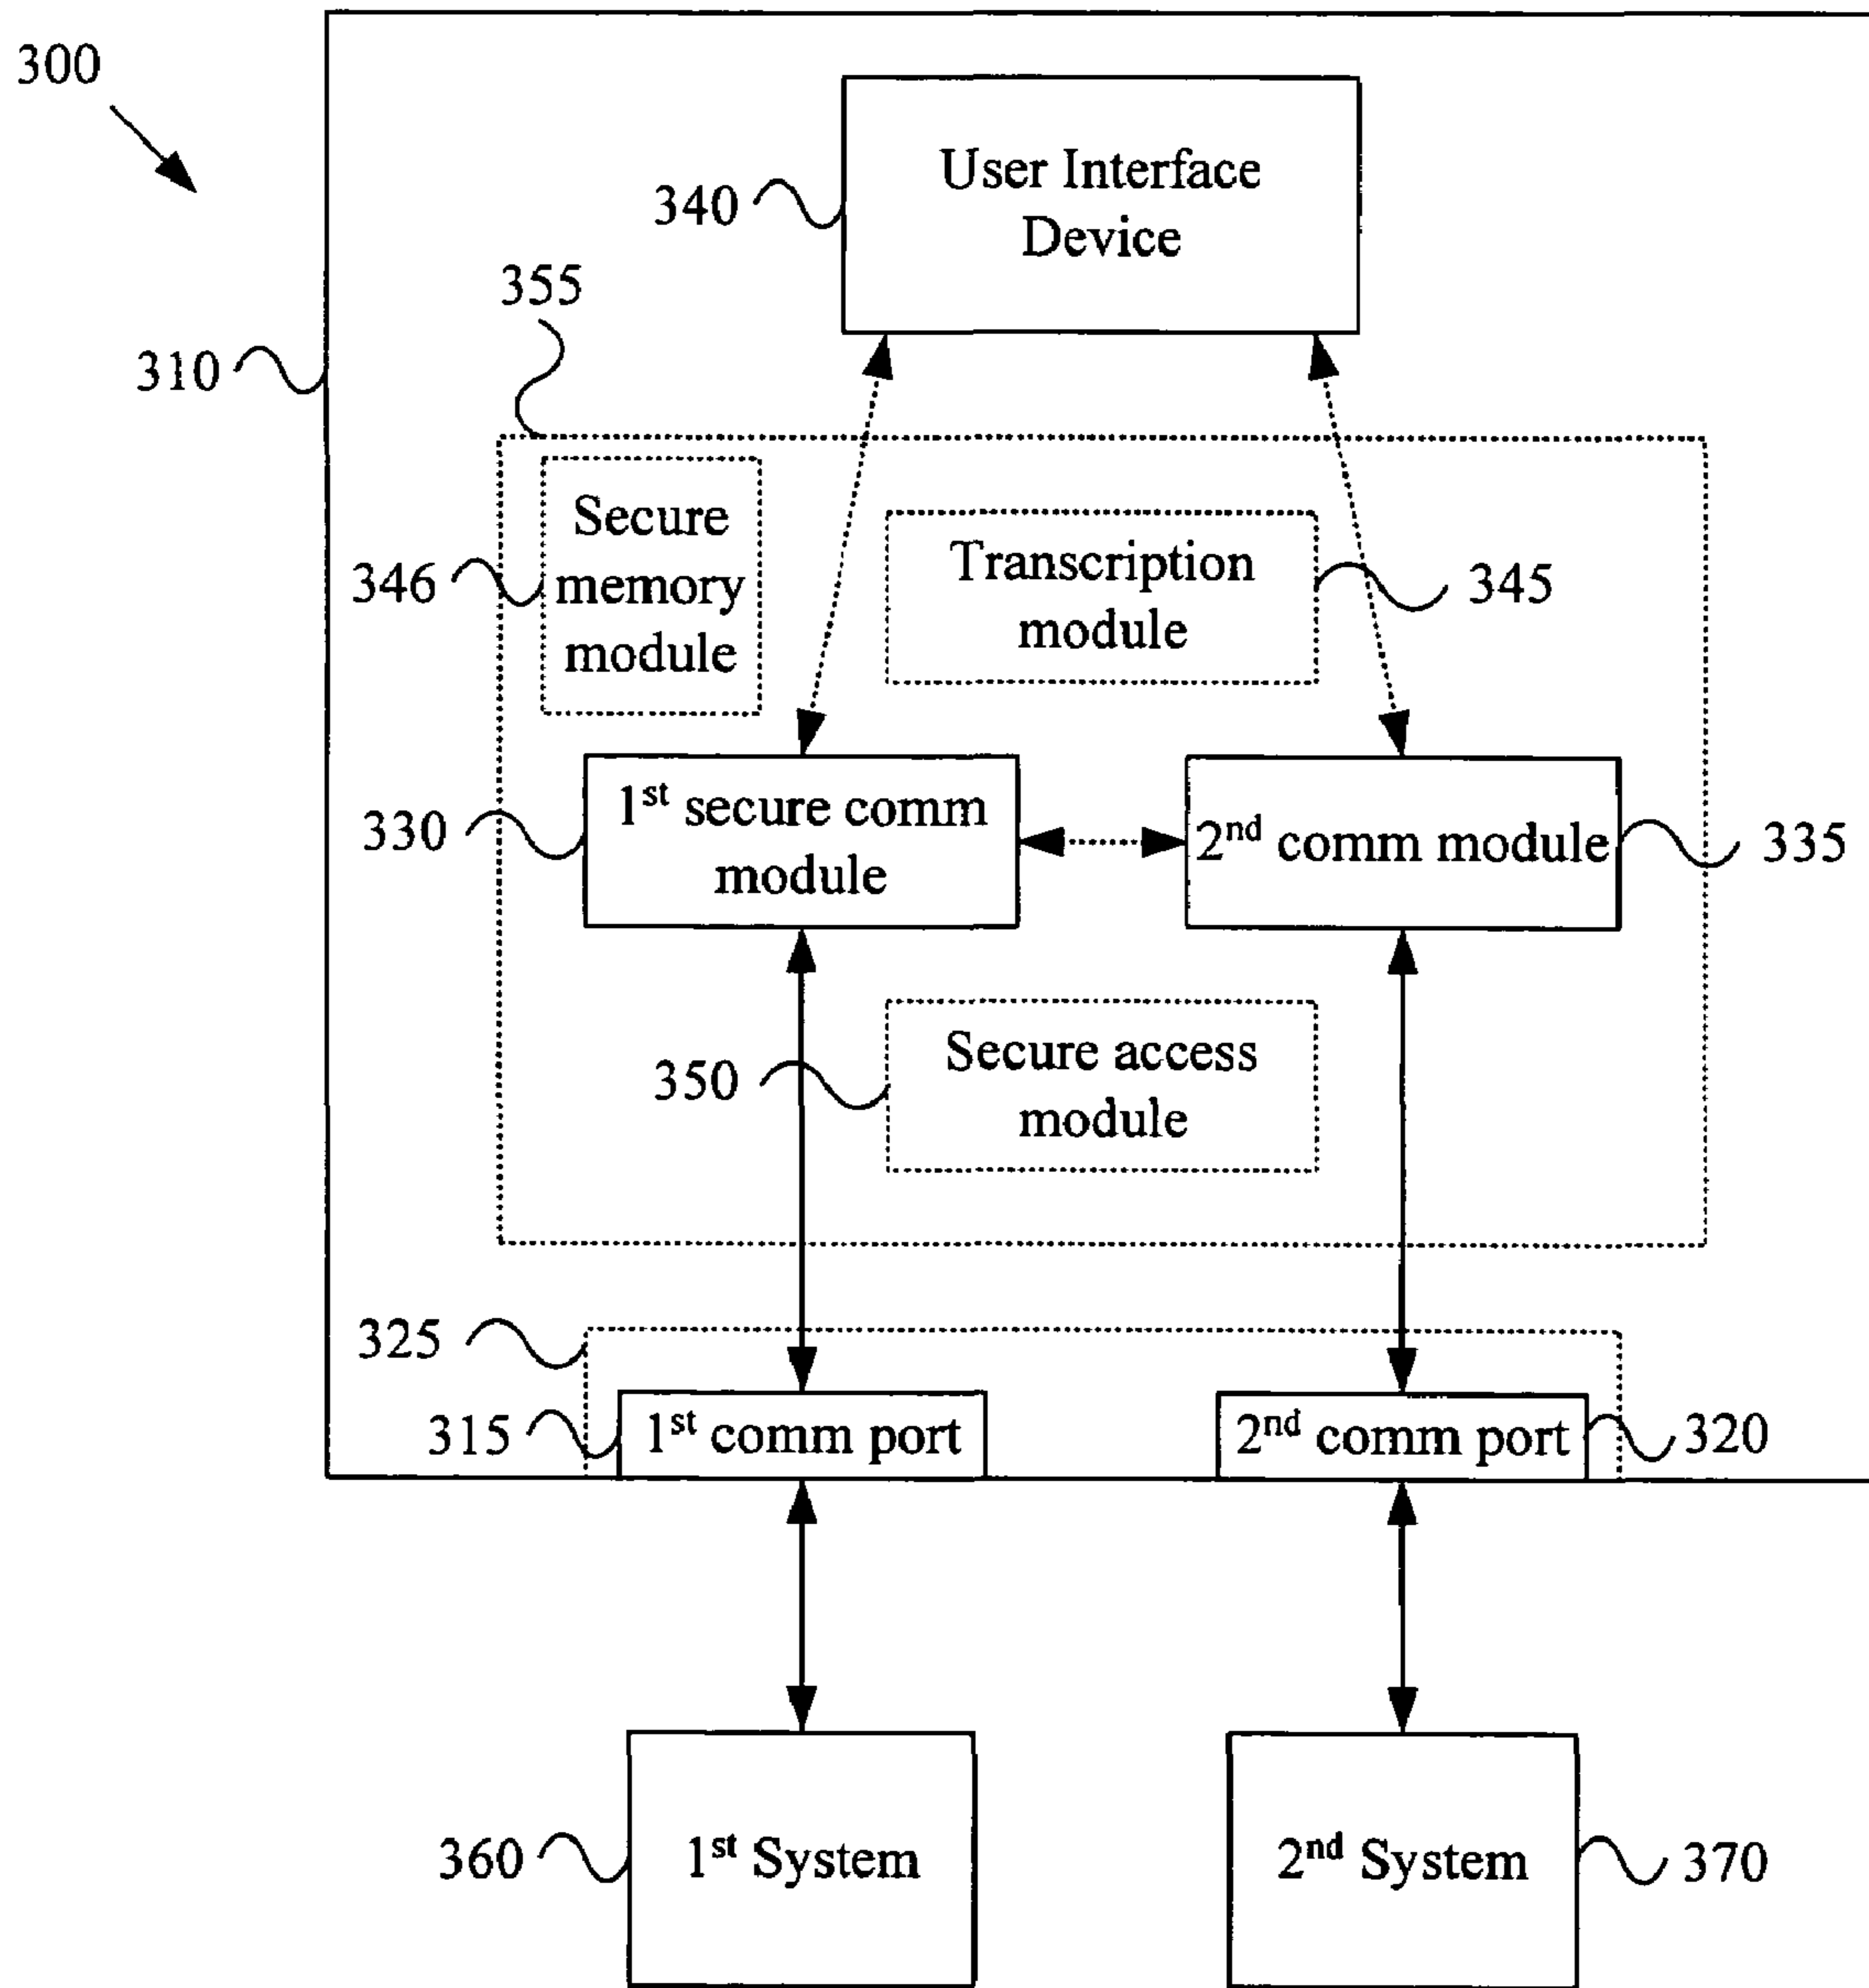 300
User Interface
Device
340
355
310
Secure
memory
module
346
Transcription
module
345
1st secure comm
module
330
2nd comm module
335
Secure access
module
350
325
315
1st comm port
2nd comm port
320
360
1st System
2nd System
370